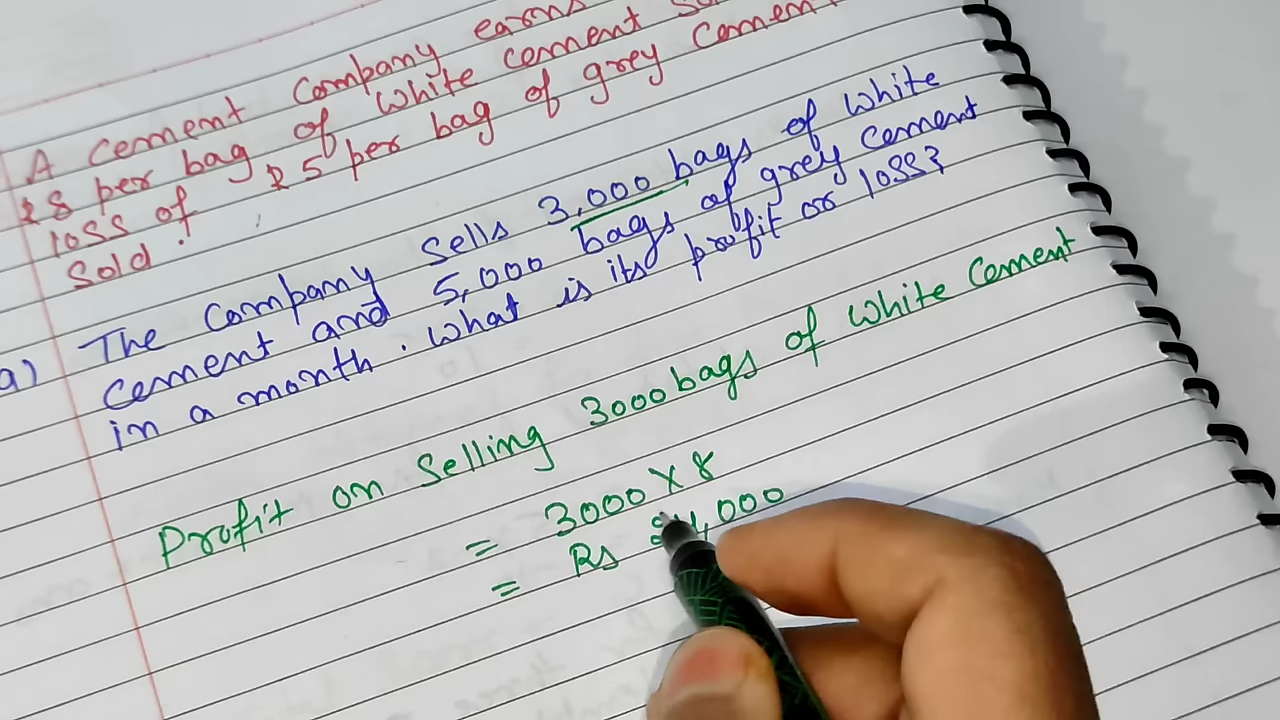 A cement company earns
₹8 per bag of white cement
loss of ₹5 per bag of grey cement
Sold.
a) The company sells 3,000 bags of white
cement and 5,000 bags of grey cement
in a month. What is its profit or loss?
Profit on Selling 3000 bags of white cement
= 3000 x 8
= Rs 24,000